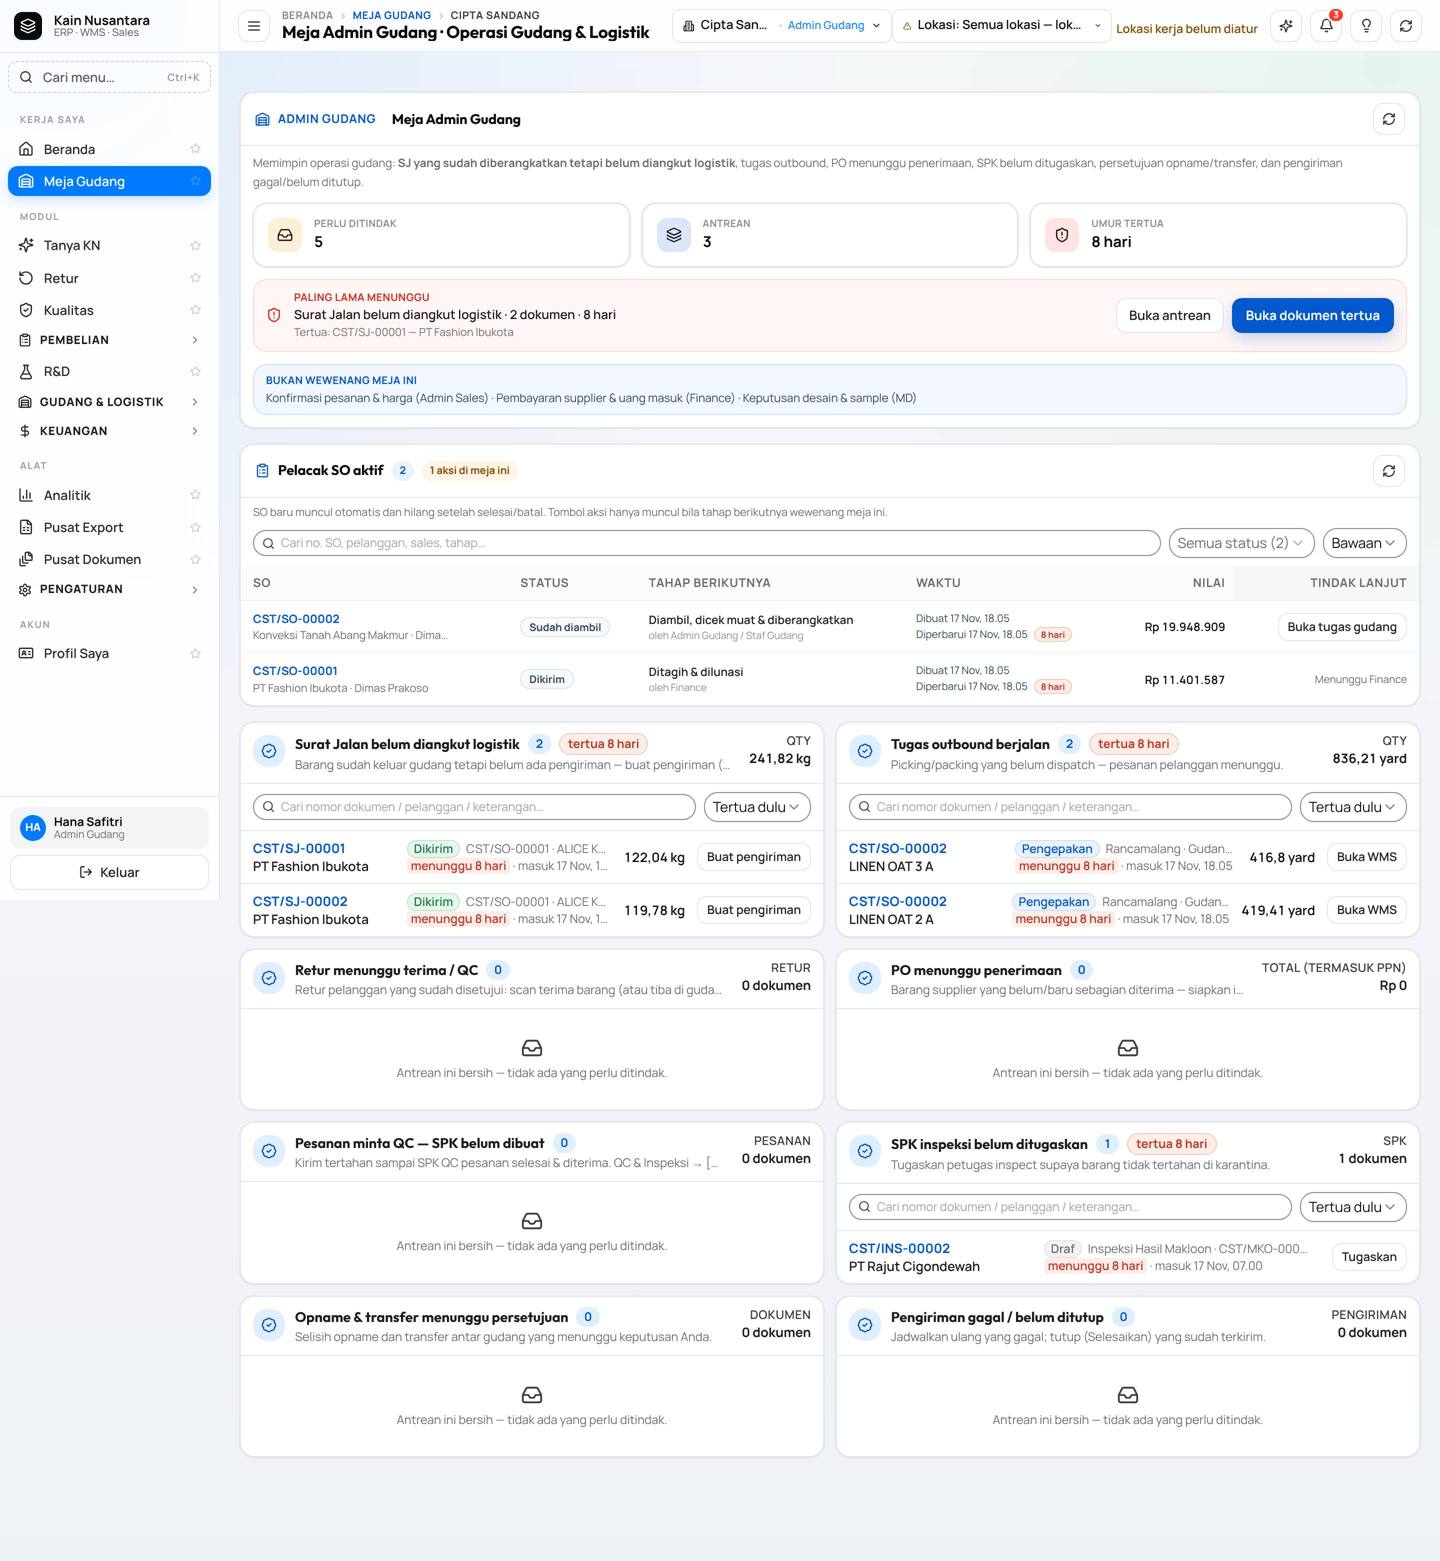 Kain Nusantara
ERP · WMS · Sales
Cari menu... Ctrl+K
KERJA SAYA
Beranda
Meja Gudang
MODUL
Tanya KN
Retur
Kualitas
PEMBELIAN
R&D
GUDANG & LOGISTIK
KEUANGAN
ALAT
Analitik
Pusat Export
Pusat Dokumen
PENGATURAN
AKUN
Profil Saya
HA
Hana Safitri
Admin Gudang
Keluar
BERANDA > MEJA GUDANG > CIPTA SANDANG
Meja Admin Gudang · Operasi Gudang & Logistik
Cipta San... · Admin Gudang
Lokasi: Semua lokasi — lok...
Lokasi kerja belum diatur
3
ADMIN GUDANG Meja Admin Gudang
Memimpin operasi gudang: SJ yang sudah diberangkatkan tetapi belum diangkut logistik, tugas outbound, PO menunggu penerimaan, SPK belum ditugaskan, persetujuan opname/transfer, dan pengiriman
gagal/belum ditutup.
PERLU DITINDAK
5
ANTREAN
3
UMUR TERTUA
8 hari
PALING LAMA MENUNGGU
Surat Jalan belum diangkut logistik · 2 dokumen · 8 hari
Tertua: CST/SJ-00001 — PT Fashion Ibukota
Buka antrean
Buka dokumen tertua
BUKAN WEWENANG MEJA INI
Konfirmasi pesanan & harga (Admin Sales) · Pembayaran supplier & uang masuk (Finance) · Keputusan desain & sample (MD)
Pelacak SO aktif 2 1 aksi di meja ini
SO baru muncul otomatis dan hilang setelah selesai/batal. Tombol aksi hanya muncul bila tahap berikutnya wewenang meja ini.
Cari no. SO, pelanggan, sales, tahap...
Semua status (2)
Bawaan
SO STATUS TAHAP BERIKUTNYA WAKTU NILAI TINDAK LANJUT
CST/SO-00002
Konveksi Tanah Abang Makmur · Dima...
Sudah diambil
Diambil, dicek muat & diberangkatkan
oleh Admin Gudang / Staf Gudang
Dibuat 17 Nov, 18.05
Diperbarui 17 Nov, 18.05 8 hari
Rp 19.948.909
Buka tugas gudang
CST/SO-00001
PT Fashion Ibukota · Dimas Prakoso
Dikirim
Ditagih & dilunasi
oleh Finance
Dibuat 17 Nov, 18.05
Diperbarui 17 Nov, 18.05 8 hari
Rp 11.401.587
Menunggu Finance
Surat Jalan belum diangkut logistik 2 tertua 8 hari
Barang sudah keluar gudang tetapi belum ada pengiriman — buat pengiriman (...
QTY
241,82 kg
Cari nomor dokumen / pelanggan / keterangan...
Tertua dulu
CST/SJ-00001
PT Fashion Ibukota
Dikirim CST/SO-00001 · ALICE K...
menunggu 8 hari · masuk 17 Nov, 1...
122,04 kg
Buat pengiriman
CST/SJ-00002
PT Fashion Ibukota
Dikirim CST/SO-00001 · ALICE K...
menunggu 8 hari · masuk 17 Nov, 1...
119,78 kg
Buat pengiriman
Tugas outbound berjalan 2 tertua 8 hari
Picking/packing yang belum dispatch — pesanan pelanggan menunggu.
QTY
836,21 yard
Cari nomor dokumen / pelanggan / keterangan...
Tertua dulu
CST/SO-00002
LINEN OAT 3 A
Pengepakan Rancamalang · Gudan...
menunggu 8 hari · masuk 17 Nov, 18.05
416,8 yard
Buka WMS
CST/SO-00002
LINEN OAT 2 A
Pengepakan Rancamalang · Gudan...
menunggu 8 hari · masuk 17 Nov, 18.05
419,41 yard
Buka WMS
Retur menunggu terima / QC 0
Retur pelanggan yang sudah disetujui: scan terima barang (atau tiba di guda...
RETUR
0 dokumen
Antrean ini bersih — tidak ada yang perlu ditindak.
PO menunggu penerimaan 0
Barang supplier yang belum/baru sebagian diterima — siapkan i...
TOTAL (TERMASUK PPN)
Rp 0
Antrean ini bersih — tidak ada yang perlu ditindak.
Pesanan minta QC — SPK belum dibuat 0
Kirim tertahan sampai SPK QC pesanan selesai & diterima. QC & Inspeksi → [...
PESANAN
0 dokumen
Antrean ini bersih — tidak ada yang perlu ditindak.
SPK inspeksi belum ditugaskan 1 tertua 8 hari
Tugaskan petugas inspect supaya barang tidak tertahan di karantina.
SPK
1 dokumen
Cari nomor dokumen / pelanggan / keterangan...
Tertua dulu
CST/INS-00002
PT Rajut Cigondewah
Draf Inspeksi Hasil Makloon · CST/MKO-000...
menunggu 8 hari · masuk 17 Nov, 07.00
Tugaskan
Opname & transfer menunggu persetujuan 0
Selisih opname dan transfer antar gudang yang menunggu keputusan Anda.
DOKUMEN
0 dokumen
Antrean ini bersih — tidak ada yang perlu ditindak.
Pengiriman gagal / belum ditutup 0
Jadwalkan ulang yang gagal; tutup (Selesaikan) yang sudah terkirim.
PENGIRIMAN
0 dokumen
Antrean ini bersih — tidak ada yang perlu ditindak.